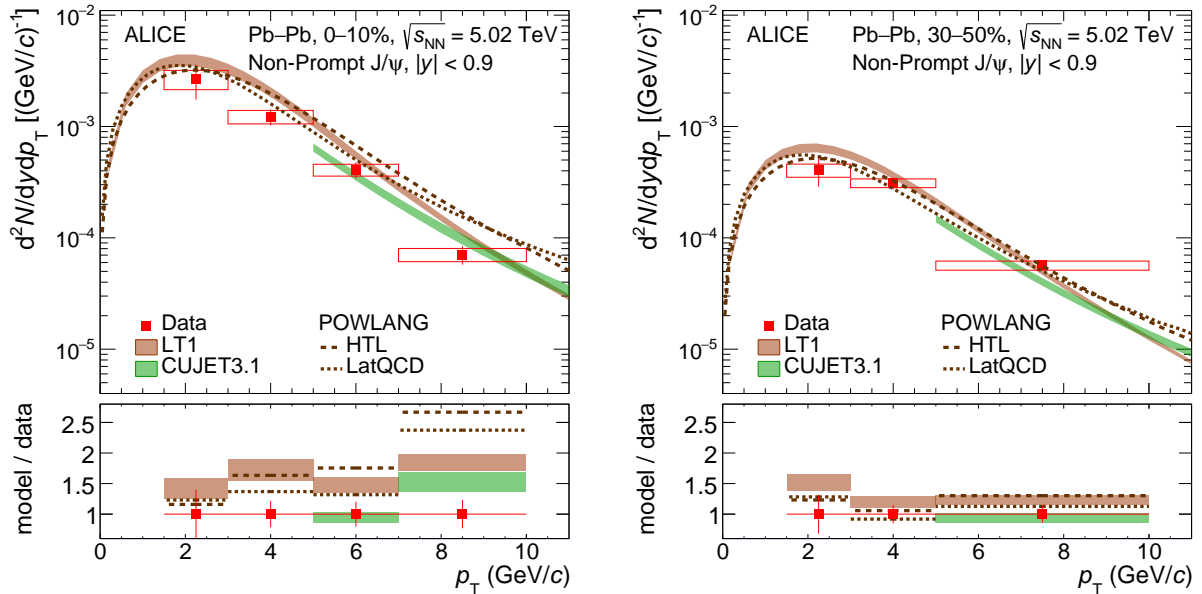 ALICE Pb–Pb, 0–10%, √s_NN = 5.02 TeV
Non-Prompt J/ψ, |y| < 0.9
d²N/dydp_T [(GeV/c)⁻¹]
10⁻²
10⁻³
10⁻⁴
10⁻⁵
Data POWLANG
LT1 HTL
CUJET3.1 LatQCD
model / data
2.5
2
1.5
1
0 2 4 6 8 10
p_T (GeV/c)
ALICE Pb–Pb, 30–50%, √s_NN = 5.02 TeV
Non-Prompt J/ψ, |y| < 0.9
d²N/dydp_T [(GeV/c)⁻¹]
10⁻²
10⁻³
10⁻⁴
10⁻⁵
Data POWLANG
LT1 HTL
CUJET3.1 LatQCD
model / data
2.5
2
1.5
1
0 2 4 6 8 10
p_T (GeV/c)